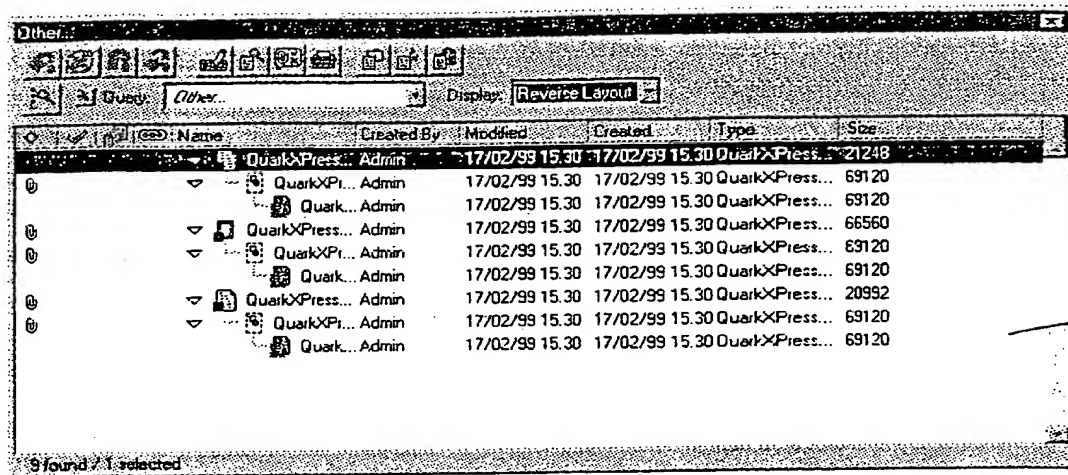 Other...
Query: Other... Display: Reverse Layout
Name Created By Modified Created Type Size
QuarkXPress... Admin 17/02/99 15.30 17/02/99 15.30 QuarkXPress... 21248
QuarkXPr... Admin 17/02/99 15.30 17/02/99 15.30 QuarkXPress... 69120
Quark... Admin 17/02/99 15.30 17/02/99 15.30 QuarkXPress... 69120
QuarkXPress... Admin 17/02/99 15.30 17/02/99 15.30 QuarkXPress... 66560
QuarkXPr... Admin 17/02/99 15.30 17/02/99 15.30 QuarkXPress... 69120
Quark... Admin 17/02/99 15.30 17/02/99 15.30 QuarkXPress... 69120
QuarkXPress... Admin 17/02/99 15.30 17/02/99 15.30 QuarkXPress... 20992
QuarkXPr... Admin 17/02/99 15.30 17/02/99 15.30 QuarkXPress... 69120
Quark... Admin 17/02/99 15.30 17/02/99 15.30 QuarkXPress... 69120
9 found / 1 selected